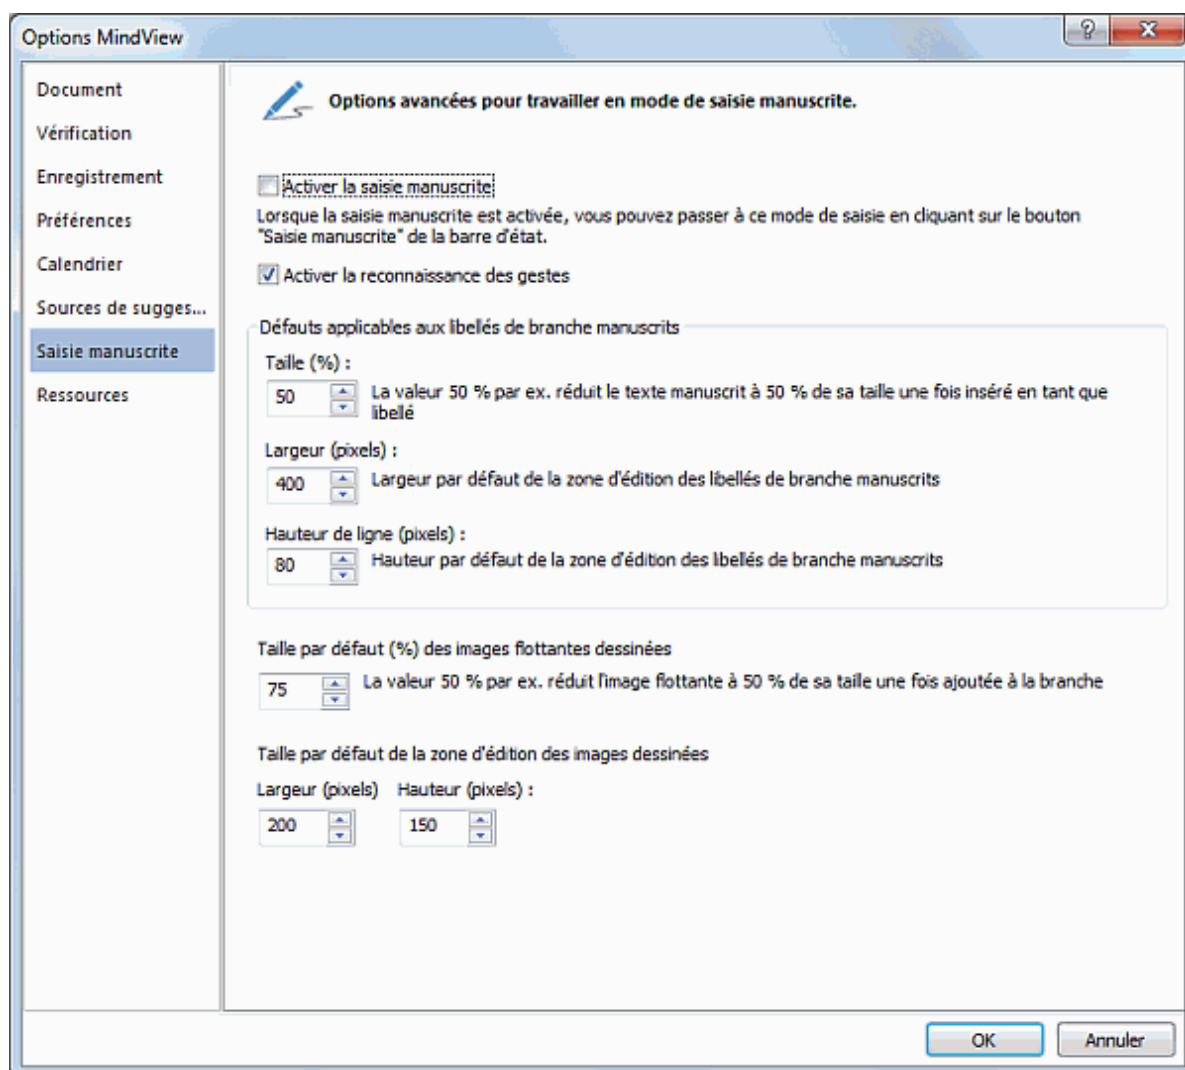 Options MindView
Document
Vérification
Enregistrement
Préférences
Calendrier
Sources de sugges...
Saisie manuscrite
Ressources
Options avancées pour travailler en mode de saisie manuscrite.
Activer la saisie manuscrite
Lorsque la saisie manuscrite est activée, vous pouvez passer à ce mode de saisie en cliquant sur le bouton
"Saisie manuscrite" de la barre d'état.
Activer la reconnaissance des gestes
Défauts applicables aux libellés de branche manuscrits
Taille (%) :
50 La valeur 50 % par ex. réduit le texte manuscrit à 50 % de sa taille une fois inséré en tant que
libellé
Largeur (pixels) :
400 Largeur par défaut de la zone d'édition des libellés de branche manuscrits
Hauteur de ligne (pixels) :
80 Hauteur par défaut de la zone d'édition des libellés de branche manuscrits
Taille par défaut (%) des images flottantes dessinées
75 La valeur 50 % par ex. réduit l'image flottante à 50 % de sa taille une fois ajoutée à la branche
Taille par défaut de la zone d'édition des images dessinées
Largeur (pixels) Hauteur (pixels) :
200 150
OK Annuler